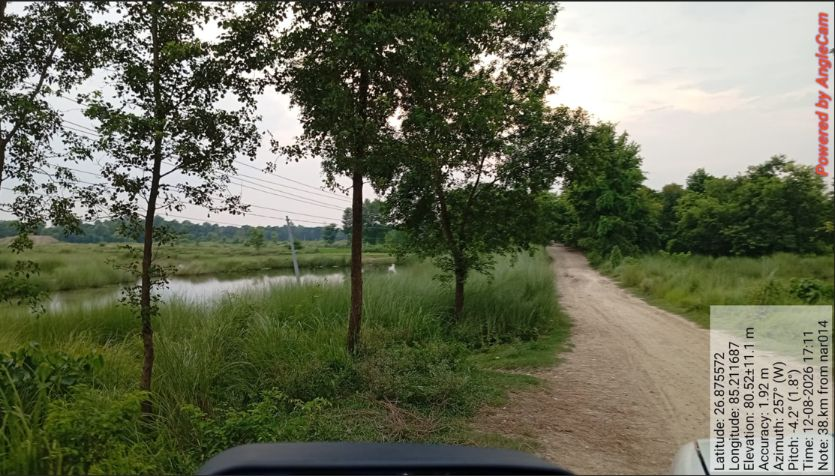 Powered by AngleCam
Latitude: 26.875572
Longitude: 85.211687
Elevation: 80.52±11.1 m
Accuracy: 1.92 m
Azimuth: 257° (W)
Pitch: -4.2° (1.8°)
Time: 12-08-2026 17:11
Note: 38 km from nar014